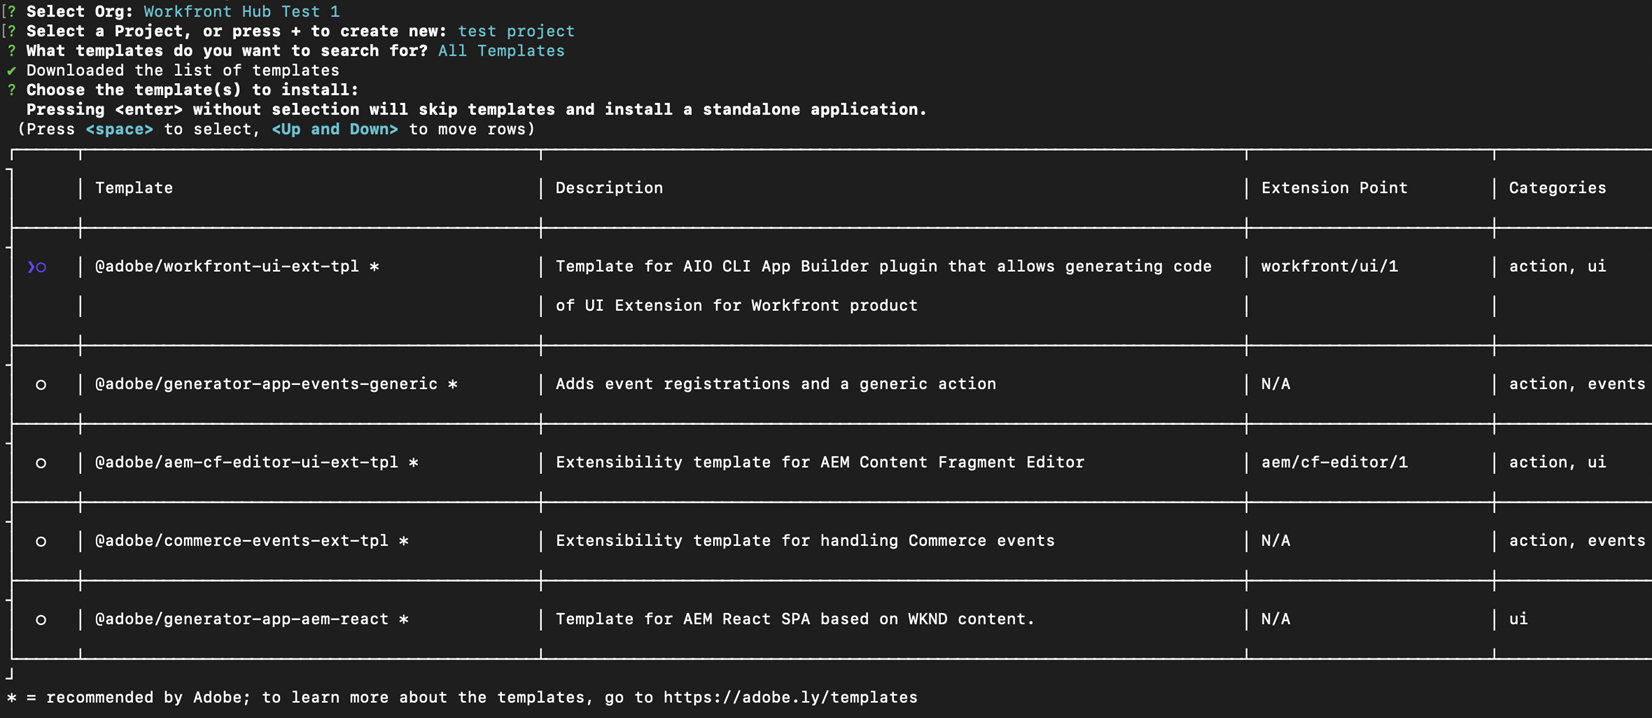 [? Select Org: Workfront Hub Test 1
[? Select a Project, or press + to create new: test project
? What templates do you want to search for? All Templates
✔ Downloaded the list of templates
? Choose the template(s) to install:
Pressing <enter> without selection will skip templates and install a standalone application.
(Press <space> to select, <Up and Down> to move rows)
Template | Description | Extension Point | Categories
❯◯ | @adobe/workfront-ui-ext-tpl * | Template for AIO CLI App Builder plugin that allows generating code | workfront/ui/1 | action, ui
of UI Extension for Workfront product
◯ | @adobe/generator-app-events-generic * | Adds event registrations and a generic action | N/A | action, events
◯ | @adobe/aem-cf-editor-ui-ext-tpl * | Extensibility template for AEM Content Fragment Editor | aem/cf-editor/1 | action, ui
◯ | @adobe/commerce-events-ext-tpl * | Extensibility template for handling Commerce events | N/A | action, events
◯ | @adobe/generator-app-aem-react * | Template for AEM React SPA based on WKND content. | N/A | ui
* = recommended by Adobe; to learn more about the templates, go to https://adobe.ly/templates